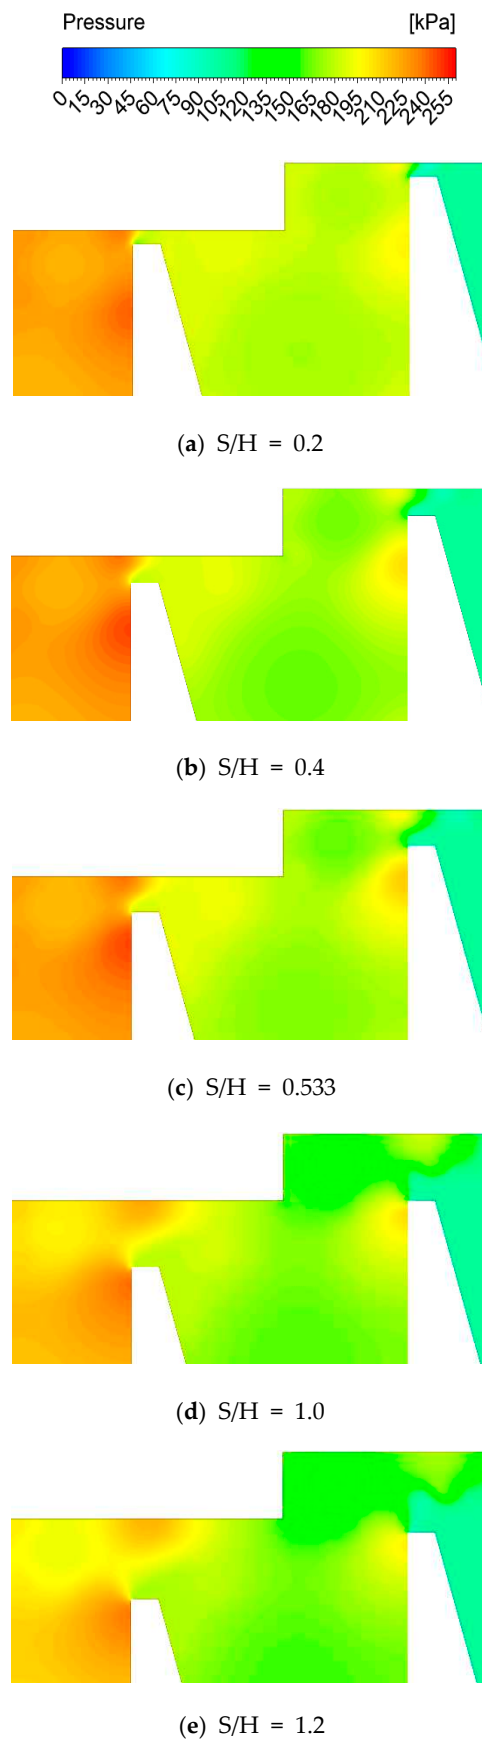 Pressure [kPa]
0 15 30 45 60 75 90 105 120 135 150 165 180 195 210 225 240 255
(a) S/H = 0.2
(b) S/H = 0.4
(c) S/H = 0.533
(d) S/H = 1.0
(e) S/H = 1.2